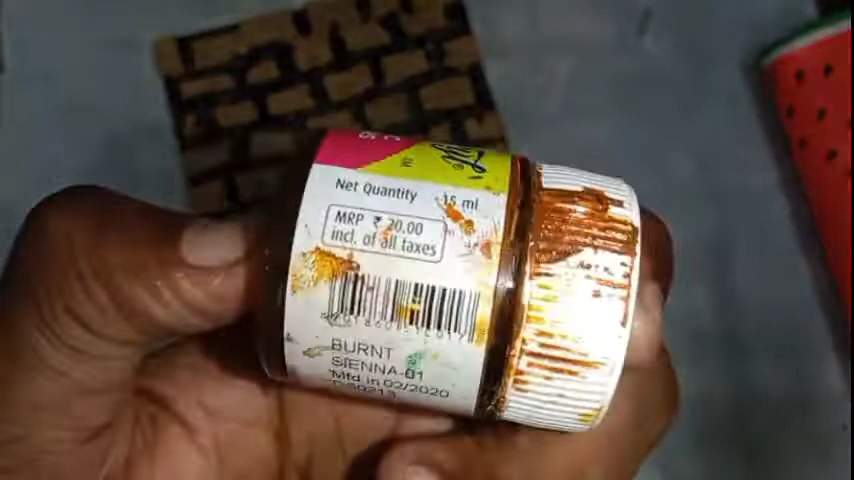 Net Quantity 15 ml
MRP ₹ 20.00
incl. of all taxes
BURNT
SIENNA-01
Mfd in 02/2020